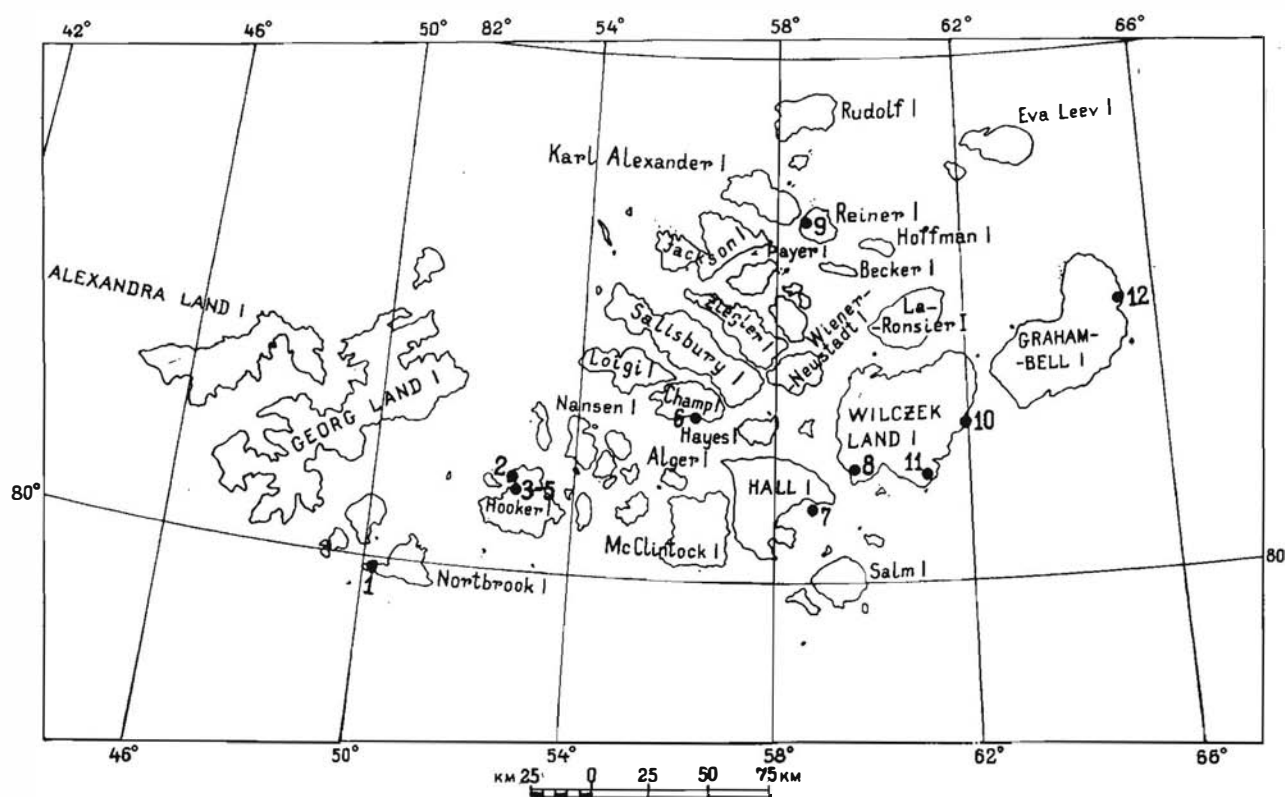 42° 46° 50° 82° 54° 58° 62° 66°
Rudolf I
Eva Leev I
Karl Alexander I
9
Reiner I
Hoffman I
Jackson I
Payer I
Becker I
ALEXANDRA LAND I
12
Ziegler I
Wiener-
-Neustadt I
La-
-Ronsier I
GRAHAM-
-BELL I
Sallsbury I
Loigi I
GEORG LAND I
Champ I
6
Nansen I
Hayes I
WILCZEK
LAND I
10
Alger I
8
11
2
3-5
Hooker I
HALL I
7
80°
McClintock I
80
Salm I
1
Nortbrook I
46° 50° 54° 58° 62° 66°
КМ 25 0 25 50 75 КМ